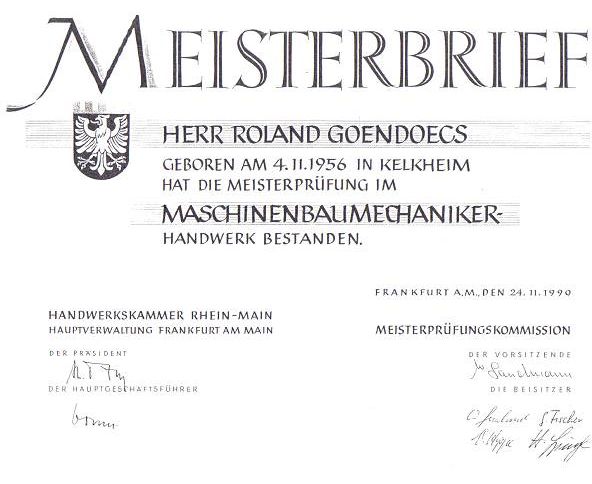 MEISTERBRIEF
HERR ROLAND GOENDOECS
GEBOREN AM 4.11.1956 IN KELKHEIM
HAT DIE MEISTERPRÜFUNG IM
MASCHINENBAUMECHANIKER-
HANDWERK BESTANDEN.
FRANKFURT A.M., DEN 24.11.1990
HANDWERKSKAMMER RHEIN-MAIN
HAUPTVERWALTUNG FRANKFURT AM MAIN
MEISTERPRÜFUNGSKOMMISSION
DER PRÄSIDENT
DER HAUPTGESCHÄFTSFÜHRER
DER VORSITZENDE
DIE BEISITZER